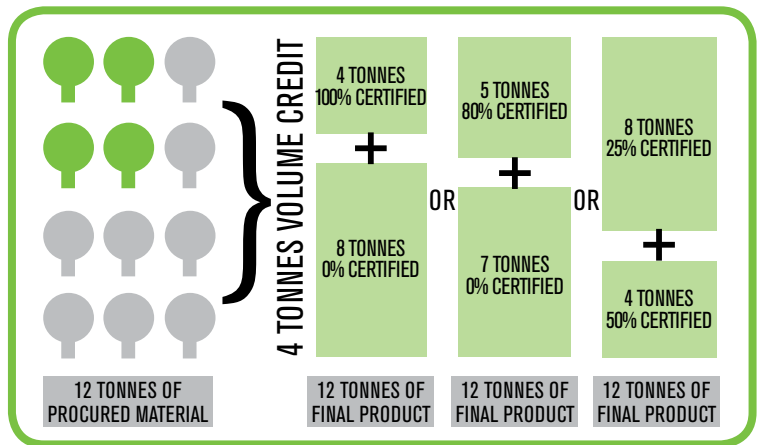 4 TONNES VOLUME CREDIT
4 TONNES
100% CERTIFIED
+
8 TONNES
0% CERTIFIED
OR
5 TONNES
80% CERTIFIED
+
7 TONNES
0% CERTIFIED
OR
8 TONNES
25% CERTIFIED
+
4 TONNES
50% CERTIFIED
12 TONNES OF
PROCURED MATERIAL
12 TONNES OF
FINAL PRODUCT
12 TONNES OF
FINAL PRODUCT
12 TONNES OF
FINAL PRODUCT